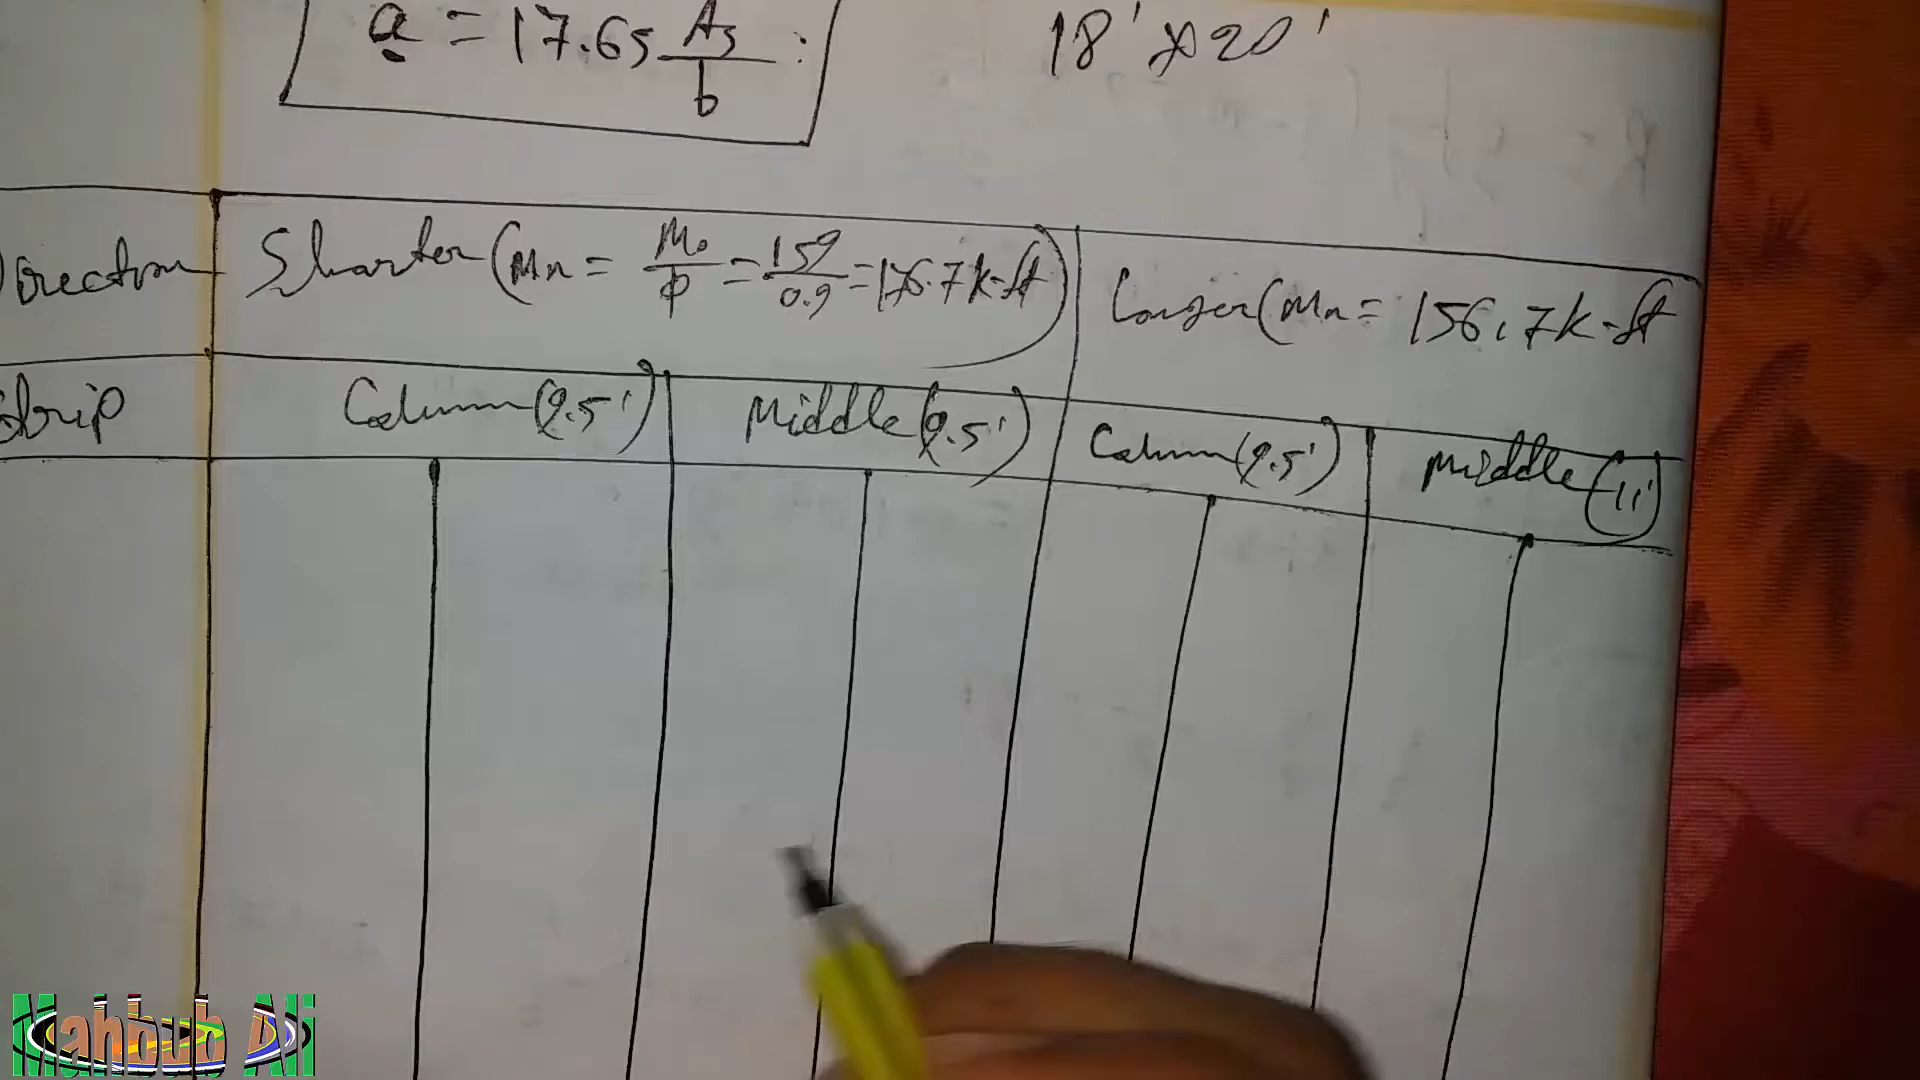 a = 17.65 As/b :
18' x 20'
Direction Shorter (Mn = Mo/φ = 159/0.9 = 176.7 k-ft) Longer (Mn = 156.7 k-ft
Strip Column (9.5') Middle (9.5') Column (9.5') Middle (11')
Mahbub Ali